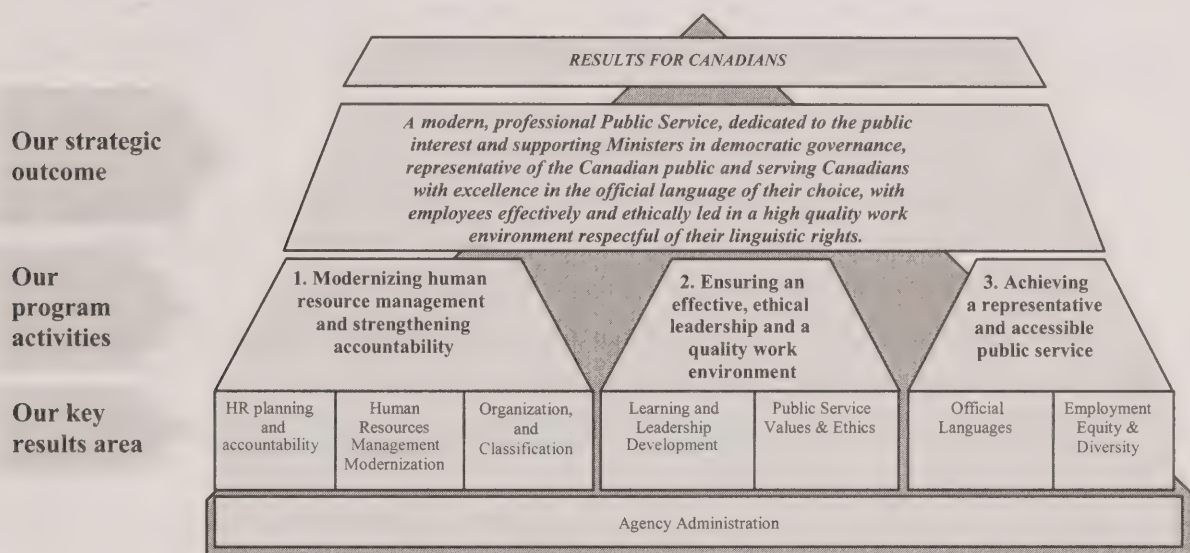 RESULTS FOR CANADIANS
Our strategic
outcome
A modern, professional Public Service, dedicated to the public
interest and supporting Ministers in democratic governance,
representative of the Canadian public and serving Canadians
with excellence in the official language of their choice, with
employees effectively and ethically led in a high quality work
environment respectful of their linguistic rights.
Our
program
activities
1. Modernizing human
resource management
and strengthening
accountability
2. Ensuring an
effective, ethical
leadership and a
quality work
environment
3. Achieving
a representative
and accessible
public service
Our key
results area
HR planning
and
accountability
Human
Resources
Management
Modernization
Organization,
and
Classification
Learning and
Leadership
Development
Public Service
Values & Ethics
Official
Languages
Employment
Equity &
Diversity
Agency Administration